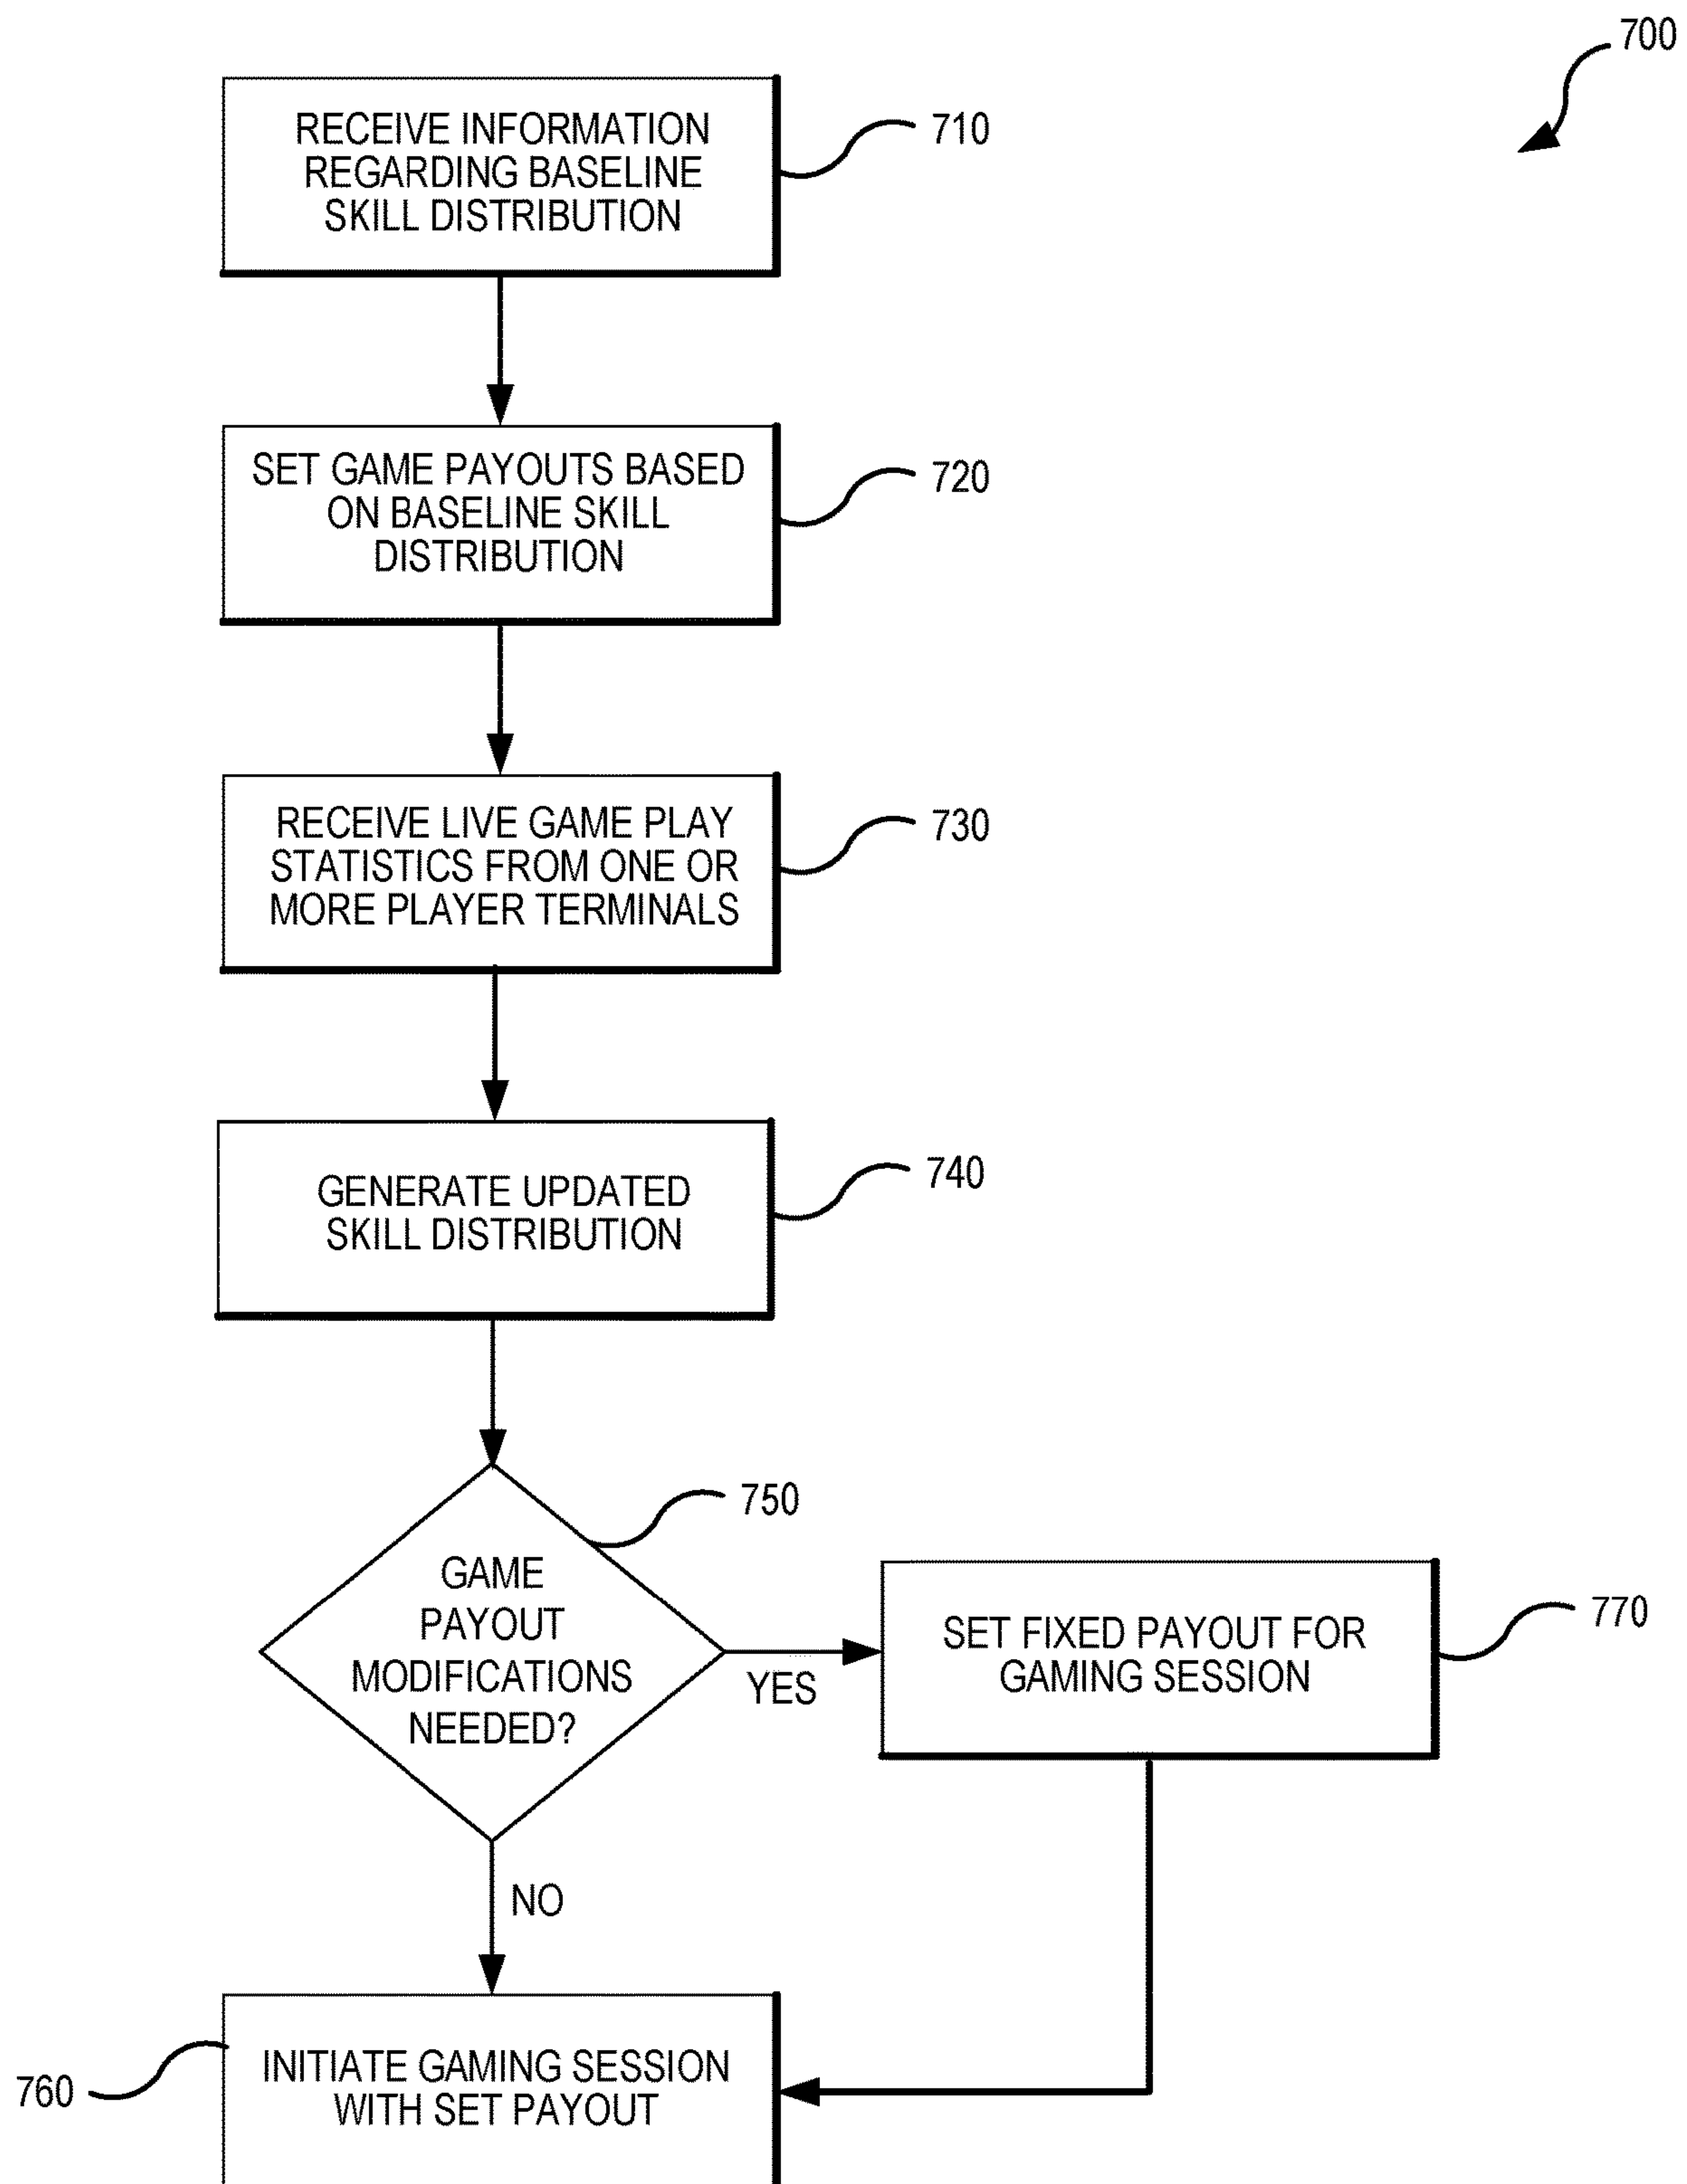 700
RECEIVE INFORMATION
REGARDING BASELINE
SKILL DISTRIBUTION
710
SET GAME PAYOUTS BASED
ON BASELINE SKILL
DISTRIBUTION
720
RECEIVE LIVE GAME PLAY
STATISTICS FROM ONE OR
MORE PLAYER TERMINALS
730
GENERATE UPDATED
SKILL DISTRIBUTION
740
750
GAME
PAYOUT
MODIFICATIONS
NEEDED?
YES
SET FIXED PAYOUT FOR
GAMING SESSION
770
NO
INITIATE GAMING SESSION
WITH SET PAYOUT
760